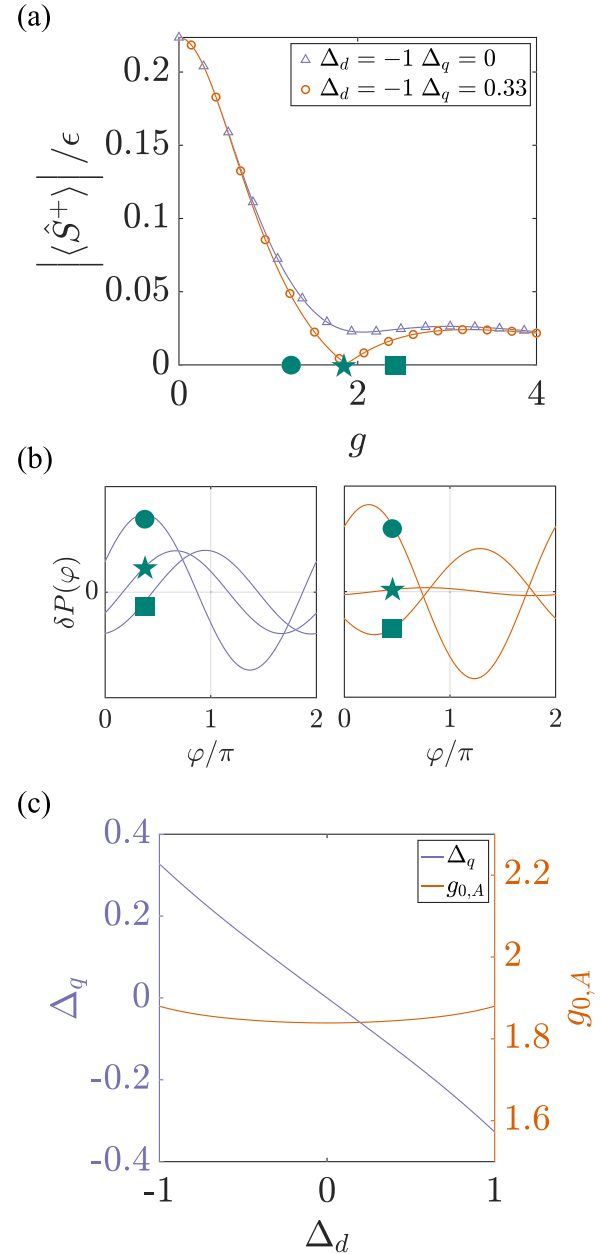 (a)
|⟨Ŝ⁺⟩| / ϵ
0.2
0.15
0.1
0.05
0
Δ_d = −1 Δ_q = 0
Δ_d = −1 Δ_q = 0.33
0 2 4
g
(b)
δP(φ)
0
0 1 2
φ/π
0 1 2
φ/π
(c)
Δ_q
0.4
0.2
0
-0.2
-0.4
Δ_q
g_{0,A}
2.2
2
1.8
1.6
g_{0,A}
-1 0 1
Δ_d